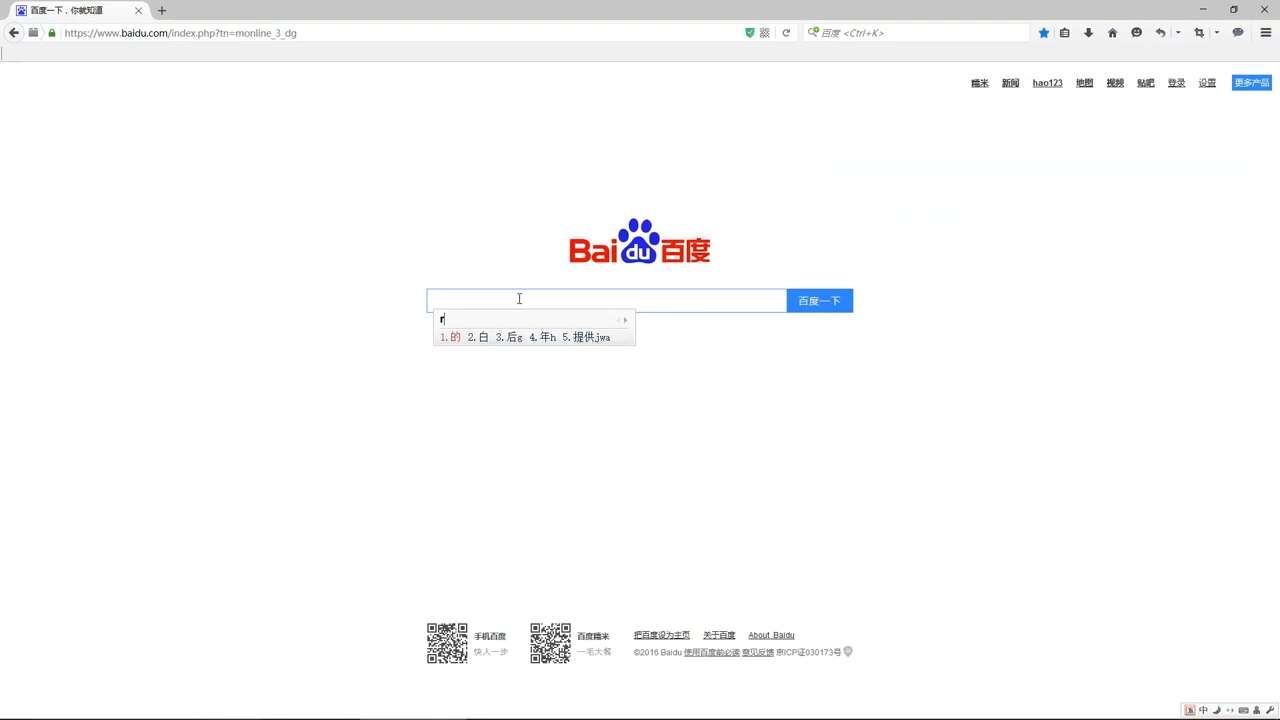 百度一下，你就知道
https://www.baidu.com/index.php?tn=monline_3_dg
百度 <Ctrl+K>
糯米 新闻 hao123 地图 视频 贴吧 登录 设置 更多产品
Bai du 百度
百度一下
r
1.的 2.白 3.后g 4.年h 5.提供jwa
手机百度
快人一步
百度糯米
一毛大餐
把百度设为主页 关于百度 About Baidu
©2016 Baidu 使用百度前必读 意见反馈 京ICP证030173号
中